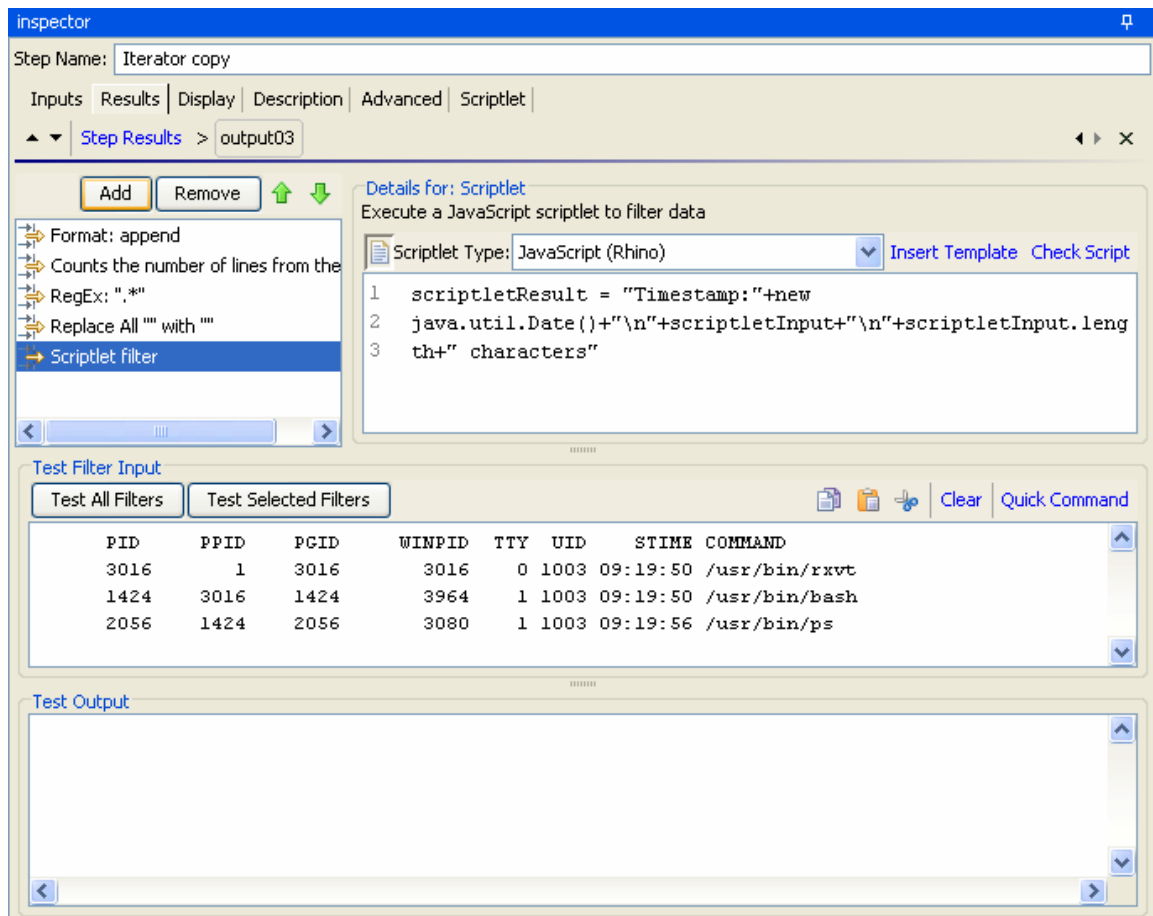 inspector
Step Name: Iterator copy
Inputs Results Display Description Advanced Scriptlet
Step Results > output03
Add Remove
Format: append
Counts the number of lines from the
RegEx: ".*"
Replace All "" with ""
Scriptlet filter
Details for: Scriptlet
Execute a JavaScript scriptlet to filter data
Scriptlet Type: JavaScript (Rhino) Insert Template Check Script
1 scriptletResult = "Timestamp:"+new
2 java.util.Date()+"\n"+scriptletInput+"\n"+scriptletInput.leng
3 th+" characters"
Test Filter Input
Test All Filters Test Selected Filters Clear Quick Command
PID PPID PGID WINPID TTY UID STIME COMMAND
3016 1 3016 3016 0 1003 09:19:50 /usr/bin/rxvt
1424 3016 1424 3964 1 1003 09:19:50 /usr/bin/bash
2056 1424 2056 3080 1 1003 09:19:56 /usr/bin/ps
Test Output